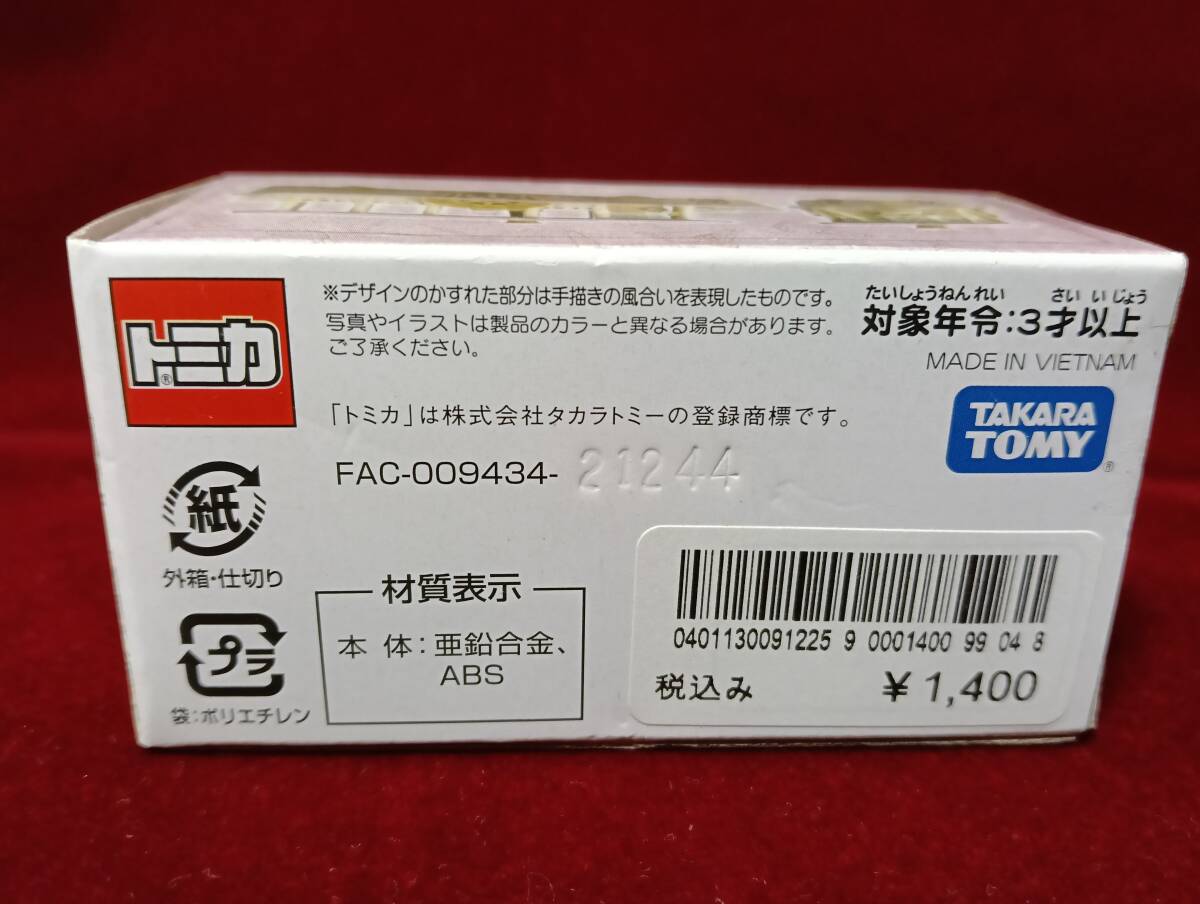 トミカ®
※デザインのかすれた部分は手描きの風合いを表現したものです。
写真やイラストは製品のカラーと異なる場合があります。
ご了承ください。
たいしょうねんれい さい いじょう
対象年令:3才以上
MADE IN VIETNAM
TAKARA
TOMY®
「トミカ」は株式会社タカラトミーの登録商標です。
FAC-009434- 21244
紙
外箱・仕切り
プラ
袋:ポリエチレン
材質表示
本 体:亜鉛合金、
ABS
0401130091225 9 0001400 99 04 8
税込み ¥1,400